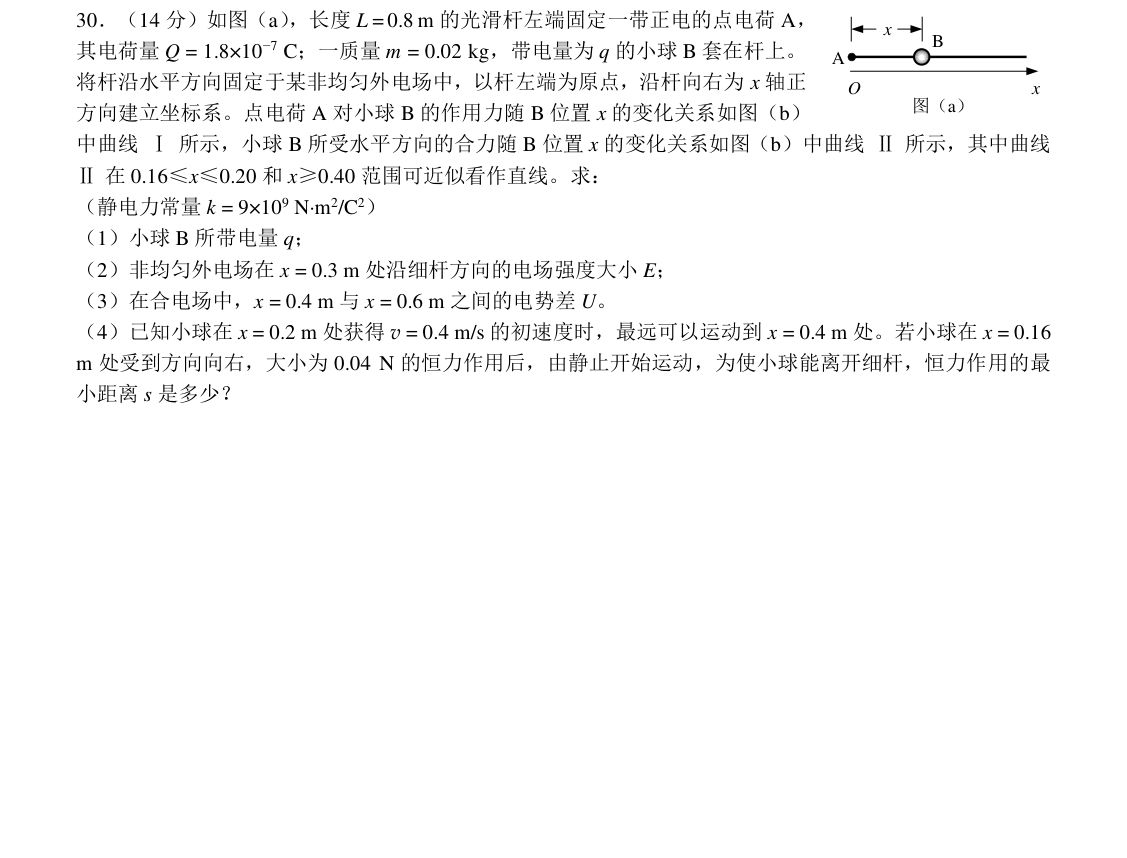 30．（14 分）如图（a），长度 L=0.8 m 的光滑杆左端固定一带正电的点电荷 A，
其电荷量 Q = 1.8×10⁻⁷ C；一质量 m = 0.02 kg，带电量为 q 的小球 B 套在杆上。
将杆沿水平方向固定于某非均匀外电场中，以杆左端为原点，沿杆向右为 x 轴正
方向建立坐标系。点电荷 A 对小球 B 的作用力随 B 位置 x 的变化关系如图（b）
x
B
A
O
x
图（a）
中曲线 Ⅰ 所示，小球 B 所受水平方向的合力随 B 位置 x 的变化关系如图（b）中曲线 Ⅱ 所示，其中曲线
Ⅱ 在 0.16≤x≤0.20 和 x≥0.40 范围可近似看作直线。求：
（静电力常量 k = 9×10⁹ N·m²/C²）
（1）小球 B 所带电量 q；
（2）非均匀外电场在 x = 0.3 m 处沿细杆方向的电场强度大小 E；
（3）在合电场中，x = 0.4 m 与 x = 0.6 m 之间的电势差 U。
（4）已知小球在 x = 0.2 m 处获得 v = 0.4 m/s 的初速度时，最远可以运动到 x = 0.4 m 处。若小球在 x = 0.16
m 处受到方向向右，大小为 0.04 N 的恒力作用后，由静止开始运动，为使小球能离开细杆，恒力作用的最
小距离 s 是多少？